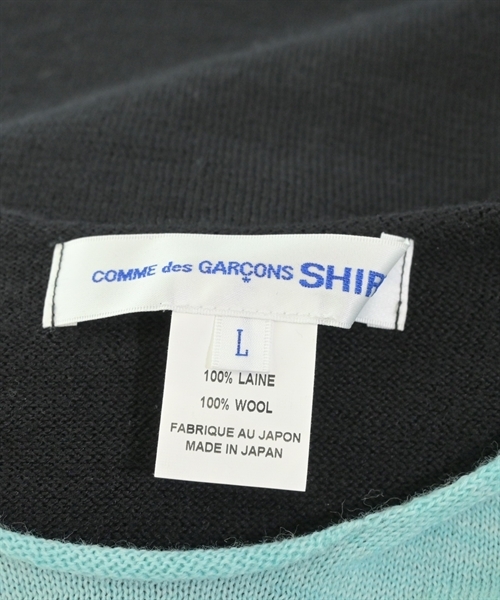 COMME des GARÇONS SHIR
L
100% LAINE
100% WOOL
FABRIQUE AU JAPON
MADE IN JAPAN